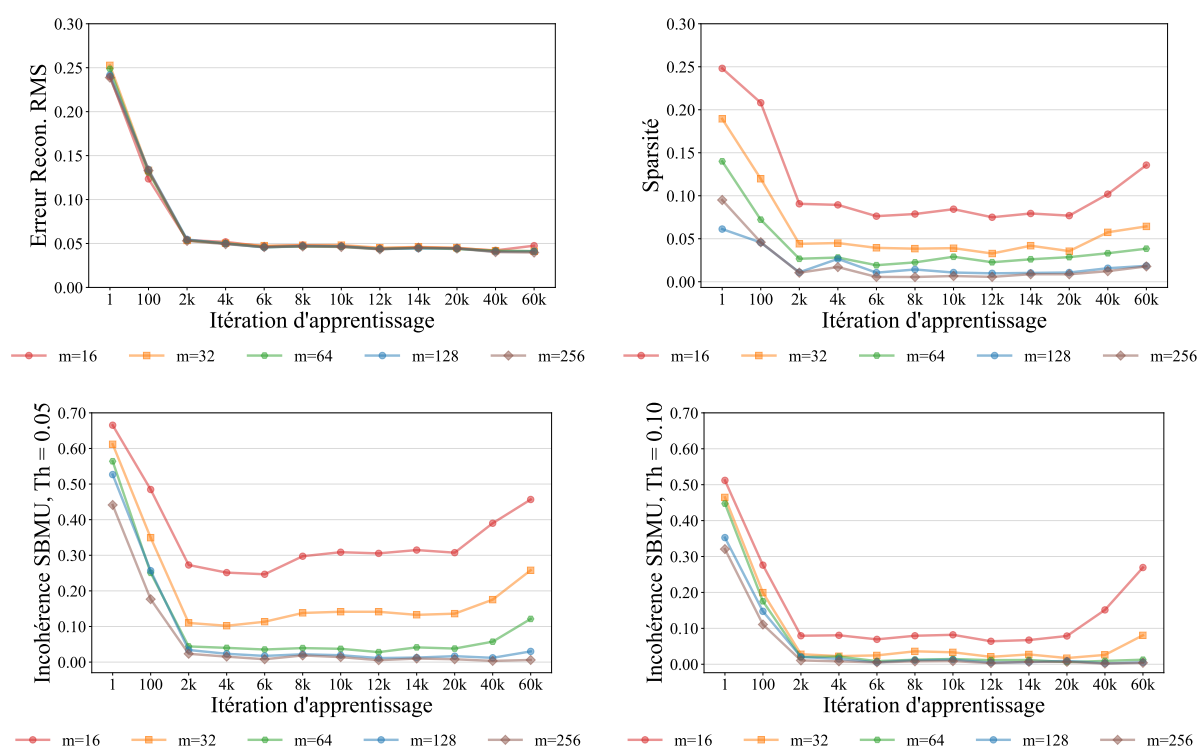 Erreur Recon. RMS
0.30
0.25
0.20
0.15
0.10
0.05
0.00
1 100 2k 4k 6k 8k 10k 12k 14k 20k 40k 60k
Itération d'apprentissage
m=16 m=32 m=64 m=128 m=256
Sparsité
0.30
0.25
0.20
0.15
0.10
0.05
0.00
1 100 2k 4k 6k 8k 10k 12k 14k 20k 40k 60k
Itération d'apprentissage
m=16 m=32 m=64 m=128 m=256
Incohérence SBMU, Th = 0.05
0.70
0.60
0.50
0.40
0.30
0.20
0.10
0.00
1 100 2k 4k 6k 8k 10k 12k 14k 20k 40k 60k
Itération d'apprentissage
m=16 m=32 m=64 m=128 m=256
Incohérence SBMU, Th = 0.10
0.70
0.60
0.50
0.40
0.30
0.20
0.10
0.00
1 100 2k 4k 6k 8k 10k 12k 14k 20k 40k 60k
Itération d'apprentissage
m=16 m=32 m=64 m=128 m=256